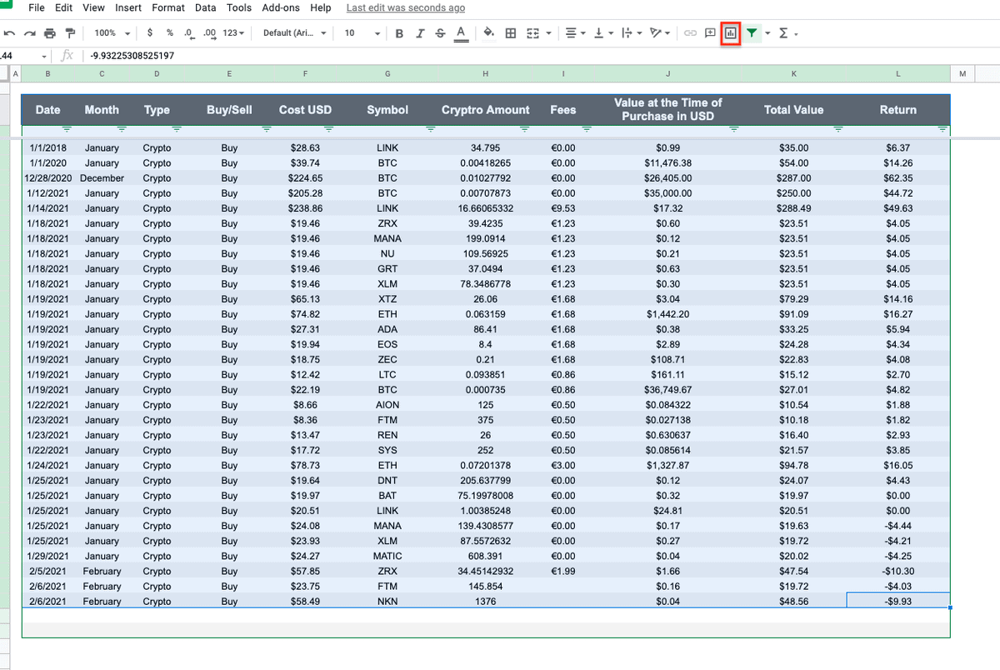 File Edit View Insert Format Data Tools Add-ons Help Last edit was seconds ago
100% $ % .0 .00 123 Default (Ari... 10 B I S A Σ
44 fx -9.93225308525197
A B C D E F G H I J K L M
Date Month Type Buy/Sell Cost USD Symbol Cryptro Amount Fees Value at the Time of Purchase in USD Total Value Return
1/1/2018 January Crypto Buy $28.63 LINK 34.795 €0.00 $0.99 $35.00 $6.37
1/1/2020 January Crypto Buy $39.74 BTC 0.00418265 €0.00 $11,476.38 $54.00 $14.26
12/28/2020 December Crypto Buy $224.65 BTC 0.01027792 €0.00 $26,405.00 $287.00 $62.35
1/12/2021 January Crypto Buy $205.28 BTC 0.00707873 €0.00 $35,000.00 $250.00 $44.72
1/14/2021 January Crypto Buy $238.86 LINK 16.66065332 €9.53 $17.32 $288.49 $49.63
1/18/2021 January Crypto Buy $19.46 ZRX 39.4235 €1.23 $0.60 $23.51 $4.05
1/18/2021 January Crypto Buy $19.46 MANA 199.0914 €1.23 $0.12 $23.51 $4.05
1/18/2021 January Crypto Buy $19.46 NU 109.56925 €1.23 $0.21 $23.51 $4.05
1/18/2021 January Crypto Buy $19.46 GRT 37.0494 €1.23 $0.63 $23.51 $4.05
1/18/2021 January Crypto Buy $19.46 XLM 78.3486778 €1.23 $0.30 $23.51 $4.05
1/19/2021 January Crypto Buy $65.13 XTZ 26.06 €1.68 $3.04 $79.29 $14.16
1/19/2021 January Crypto Buy $74.82 ETH 0.063159 €1.68 $1,442.20 $91.09 $16.27
1/19/2021 January Crypto Buy $27.31 ADA 86.41 €1.68 $0.38 $33.25 $5.94
1/19/2021 January Crypto Buy $19.94 EOS 8.4 €1.68 $2.89 $24.28 $4.34
1/19/2021 January Crypto Buy $18.75 ZEC 0.21 €1.68 $108.71 $22.83 $4.08
1/19/2021 January Crypto Buy $12.42 LTC 0.093851 €0.86 $161.11 $15.12 $2.70
1/19/2021 January Crypto Buy $22.19 BTC 0.000735 €0.86 $36,749.67 $27.01 $4.82
1/22/2021 January Crypto Buy $8.66 AION 125 €0.50 $0.084322 $10.54 $1.88
1/23/2021 January Crypto Buy $8.36 FTM 375 €0.50 $0.027138 $10.18 $1.82
1/23/2021 January Crypto Buy $13.47 REN 26 €0.50 $0.630637 $16.40 $2.93
1/22/2021 January Crypto Buy $17.72 SYS 252 €0.50 $0.085614 $21.57 $3.85
1/24/2021 January Crypto Buy $78.73 ETH 0.07201378 €3.00 $1,327.87 $94.78 $16.05
1/25/2021 January Crypto Buy $19.64 DNT 205.637799 €0.00 $0.12 $24.07 $4.43
1/25/2021 January Crypto Buy $19.97 BAT 75.19978008 €0.00 $0.32 $19.97 $0.00
1/25/2021 January Crypto Buy $20.51 LINK 1.00385248 €0.00 $24.81 $20.51 $0.00
1/25/2021 January Crypto Buy $24.08 MANA 139.4308577 €0.00 $0.17 $19.63 -$4.44
1/25/2021 January Crypto Buy $23.93 XLM 87.5572632 €0.00 $0.27 $19.72 -$4.21
1/29/2021 January Crypto Buy $24.27 MATIC 608.391 €0.00 $0.04 $20.02 -$4.25
2/5/2021 February Crypto Buy $57.85 ZRX 34.45142932 €1.99 $1.66 $47.54 -$10.30
2/6/2021 February Crypto Buy $23.75 FTM 145.854 $0.16 $19.72 -$4.03
2/6/2021 February Crypto Buy $58.49 NKN 1376 $0.04 $48.56 -$9.93